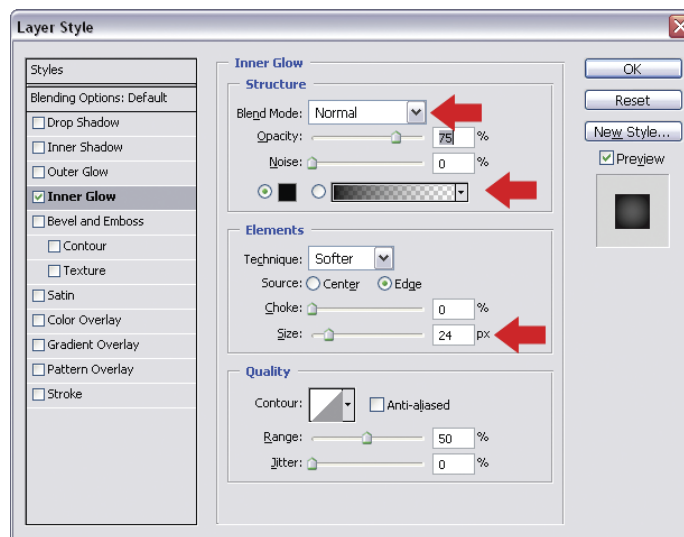 Layer Style
Styles
Blending Options: Default
Drop Shadow
Inner Shadow
Outer Glow
Inner Glow
Bevel and Emboss
Contour
Texture
Satin
Color Overlay
Gradient Overlay
Pattern Overlay
Stroke
Inner Glow
Structure
Blend Mode: Normal
Opacity: 75 %
Noise: 0 %
Elements
Technique: Softer
Source: Center Edge
Choke: 0 %
Size: 24 px
Quality
Contour: Anti-aliased
Range: 50 %
Jitter: 0 %
OK
Reset
New Style...
Preview